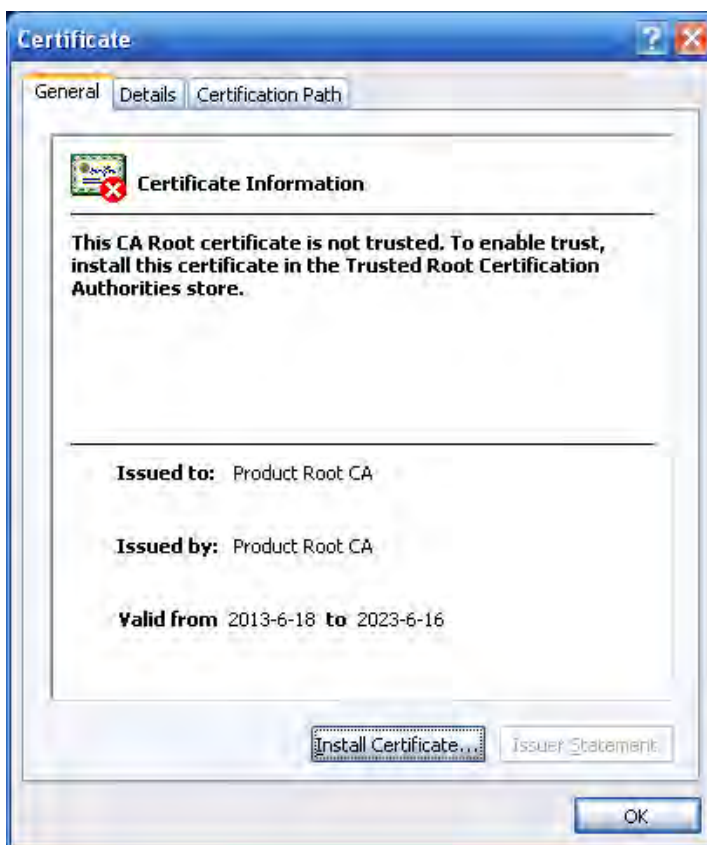 Certificate
General Details Certification Path
Certificate Information
This CA Root certificate is not trusted. To enable trust,
install this certificate in the Trusted Root Certification
Authorities store.
Issued to: Product Root CA
Issued by: Product Root CA
Valid from 2013-6-18 to 2023-6-16
Install Certificate... Issuer Statement
OK